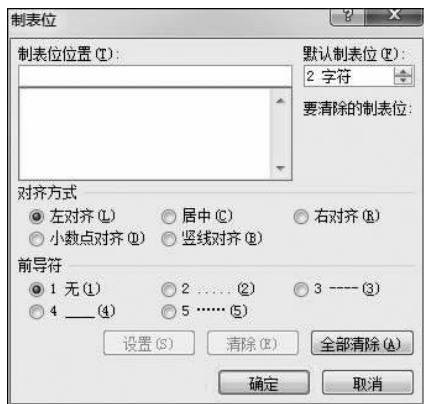 制表位
制表位位置(T):
默认制表位(F):
2 字符
要清除的制表位:
对齐方式
左对齐(L) 居中(C) 右对齐(R)
小数点对齐(D) 竖线对齐(B)
前导符
1 无(1) 2 .....(2) 3 ----(3)
4 ___(4) 5 ······(5)
设置(S) 清除(E) 全部清除(A)
确定 取消